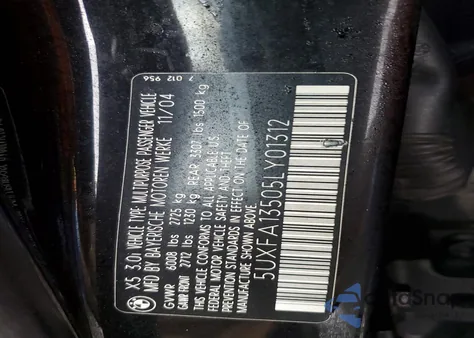 7 012 956
X5 3.0i VEHICLE TYPE MULTIPURPOSE PASSENGER VEHICLE
MFD BY BAYERISCHE MOTOREN WERKE 11/04
GVWR 6008 lbs 2725 kg
GAWR FRONT 2712 lbs 1230 kg REAR 3307 lbs 1500 kg
THIS VEHICLE CONFORMS TO ALL APPLICABLE U.S.
FEDERAL MOTOR VEHICLE SAFETY AND THEFT
PREVENTION STANDARDS IN EFFECT ON THE DATE OF
MANUFACTURE SHOWN ABOVE.
5UXFA13505LY01312
AutoSnap